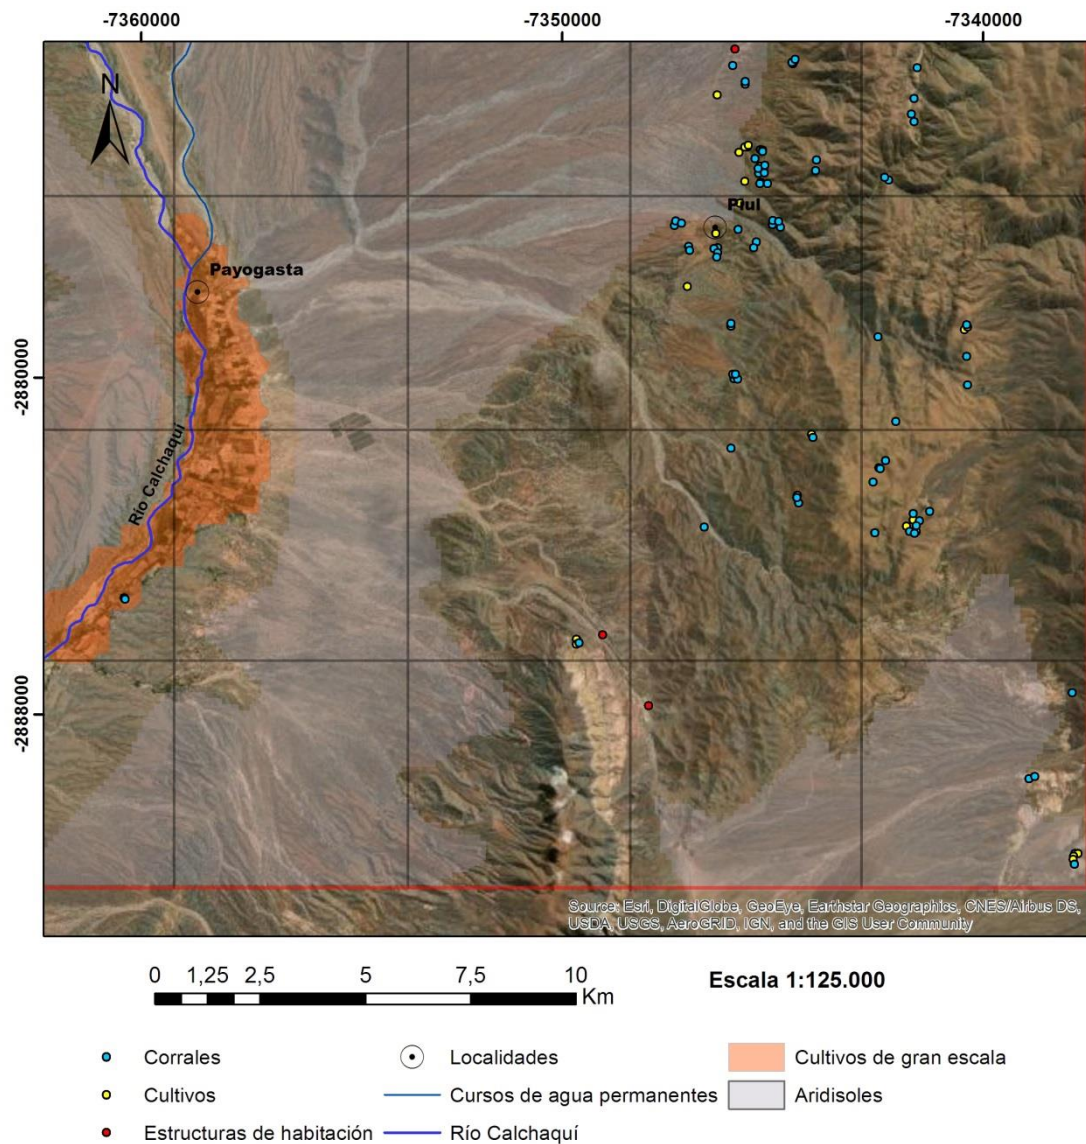 -7360000 -7350000 -7340000
N
Piul
Payogasta
-2880000
Río Calchaquí
-2888000
Source: Esri, DigitalGlobe, GeoEye, Earthstar Geographics, CNES/Airbus DS,
USDA, USGS, AeroGRID, IGN, and the GIS User Community
0 1,25 2,5 5 7,5 10
Km
Escala 1:125.000
Corrales Localidades Cultivos de gran escala
Cultivos Cursos de agua permanentes Aridisoles
Estructuras de habitación Río Calchaquí